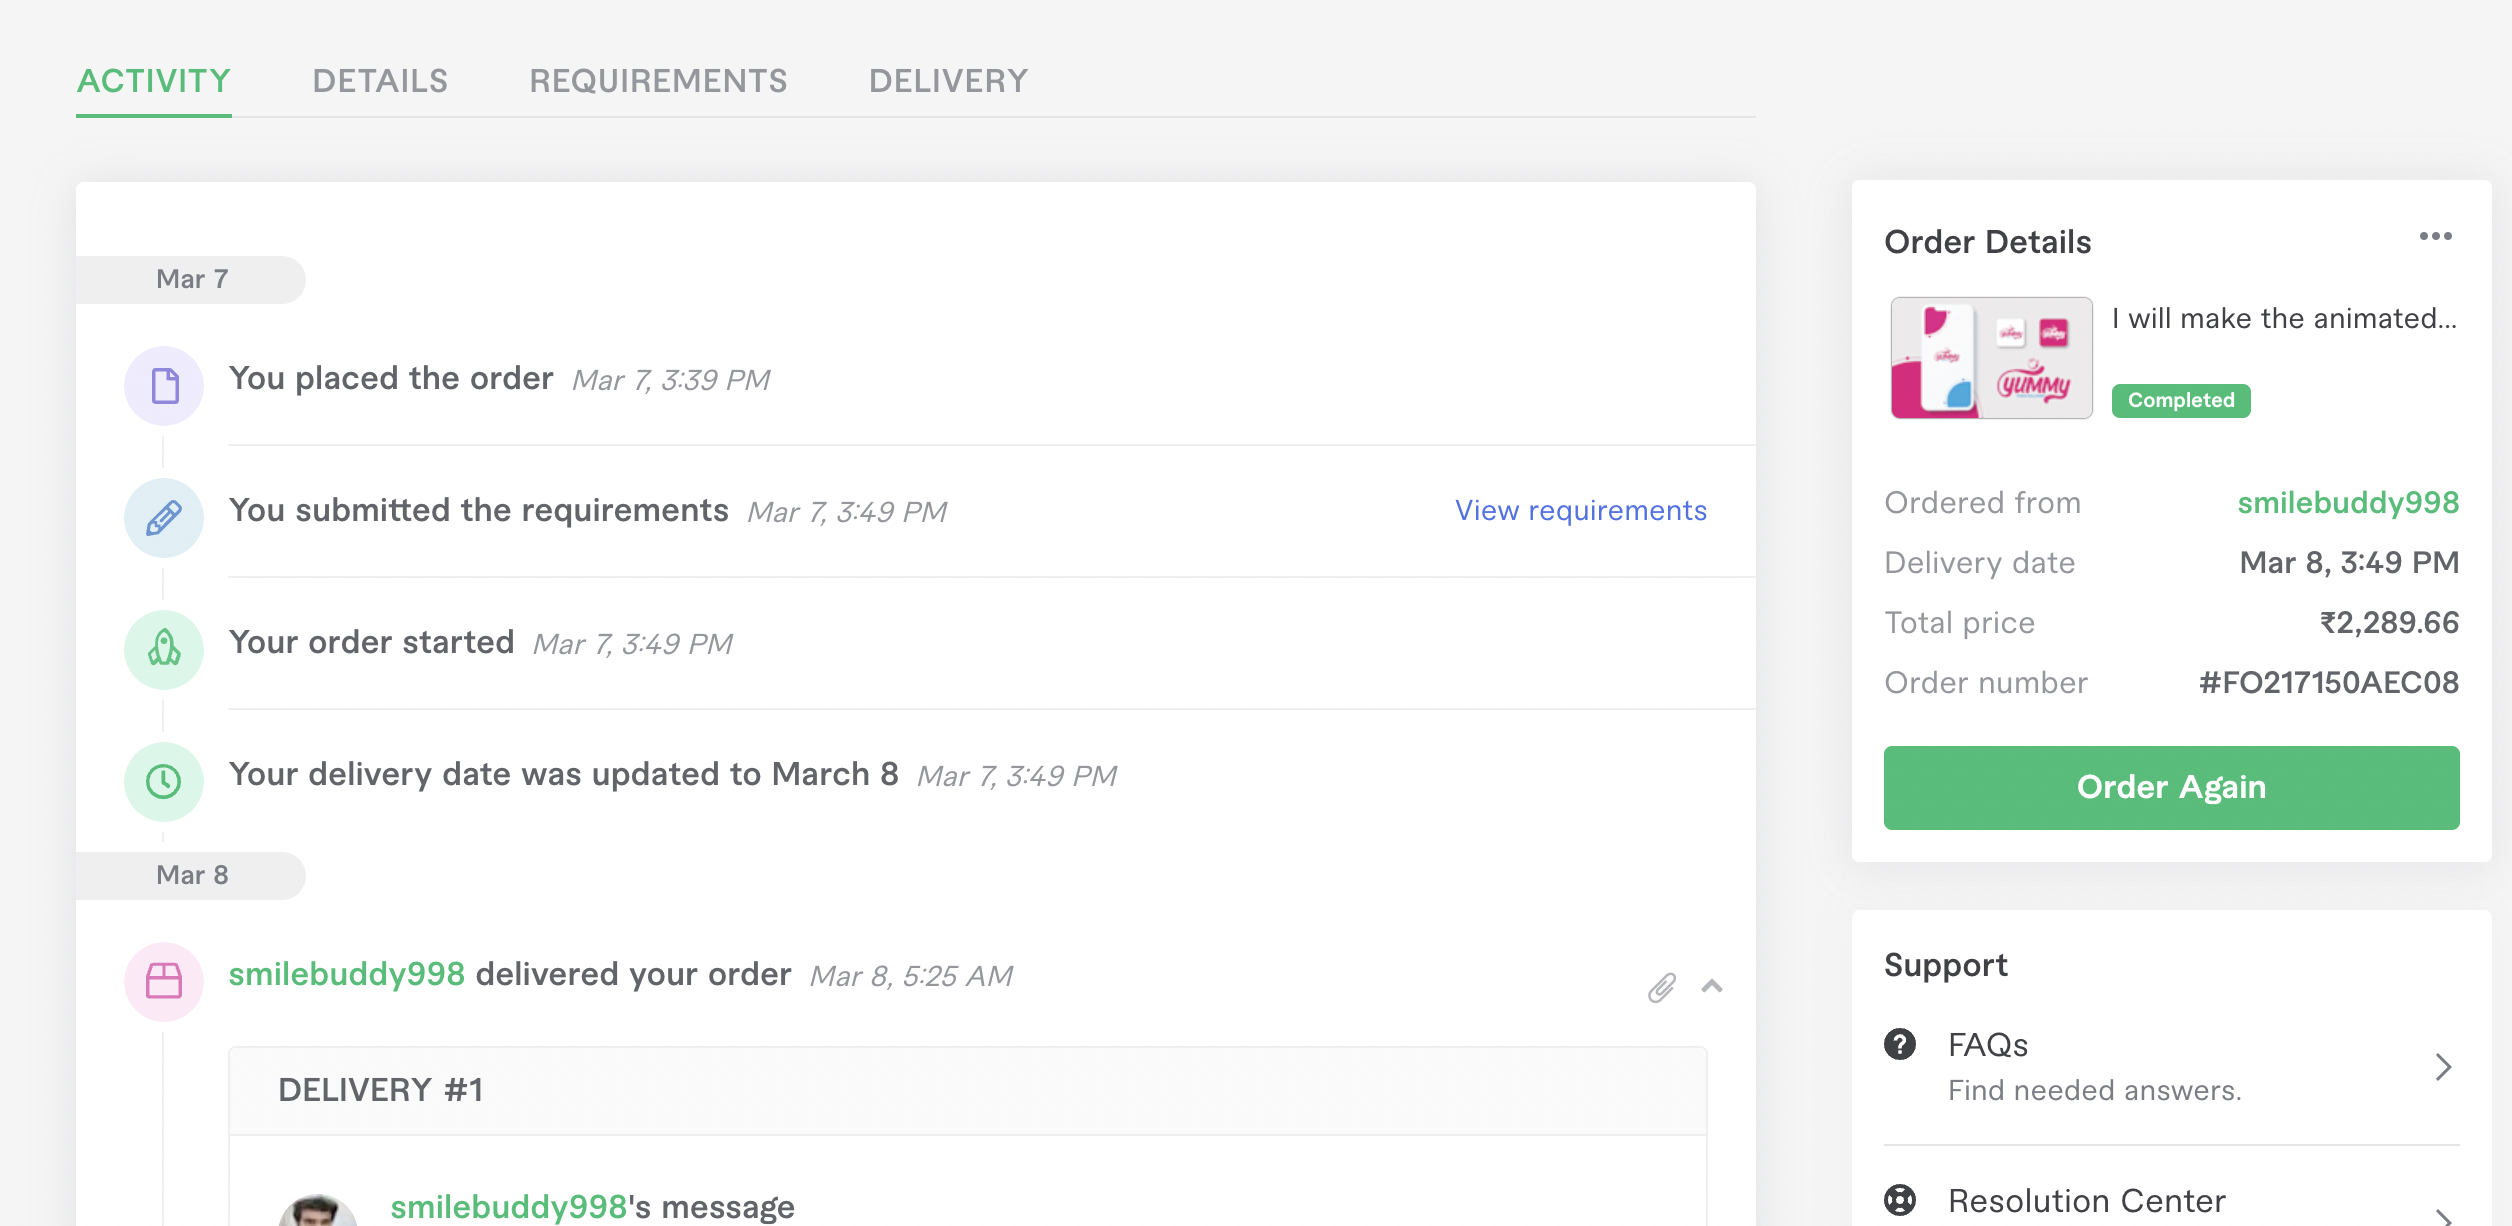 ACTIVITY DETAILS REQUIREMENTS DELIVERY
Mar 7
You placed the order Mar 7, 3:39 PM
You submitted the requirements Mar 7, 3:49 PM View requirements
Your order started Mar 7, 3:49 PM
Your delivery date was updated to March 8 Mar 7, 3:49 PM
Mar 8
smilebuddy998 delivered your order Mar 8, 5:25 AM
DELIVERY #1
smilebuddy998's message
Order Details
I will make the animated...
yummy
Completed
Ordered from smilebuddy998
Delivery date Mar 8, 3:49 PM
Total price ₹2,289.66
Order number #FO217150AEC08
Order Again
Support
FAQs
Find needed answers.
Resolution Center